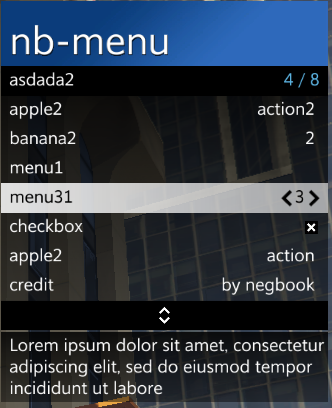 nb-menu
asdada2 4 / 8
apple2 action2
banana2 2
menu1
menu31 3
checkbox
apple2 action
credit by negbook
Lorem ipsum dolor sit amet, consectetur
adipiscing elit, sed do eiusmod tempor
incididunt ut labore